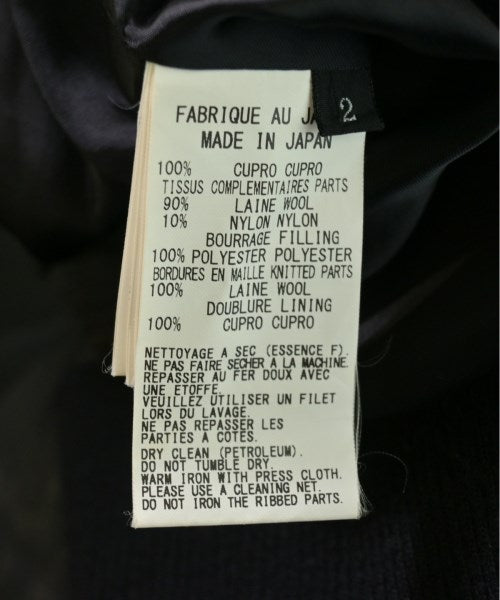 FABRIQUE AU
2
MADE IN JAPAN
100% CUPRO CUPRO
TISSUS COMPLEMENTAIRES PARTS
90% LAINE WOOL
10% NYLON NYLON
BOURRAGE FILLING
100% POLYESTER POLYESTER
BORDURES EN MAILLE KNITTED PARTS
100% LAINE WOOL
DOUBLURE LINING
100% CUPRO CUPRO
NETTOYAGE A SEC (ESSENCE F).
NE PAS FAIRE SECHER A LA MACHINE.
REPASSER AU FER DOUX AVEC
UNE ETOFFE.
VEUILLEZ UTILISER UN FILET
LORS DU LAVAGE.
NE PAS REPASSER LES
PARTIES A COTES.
DRY CLEAN (PETROLEUM).
DO NOT TUMBLE DRY.
WARM IRON WITH PRESS CLOTH.
PLEASE USE A CLEANING NET.
DO NOT IRON THE RIBBED PARTS.